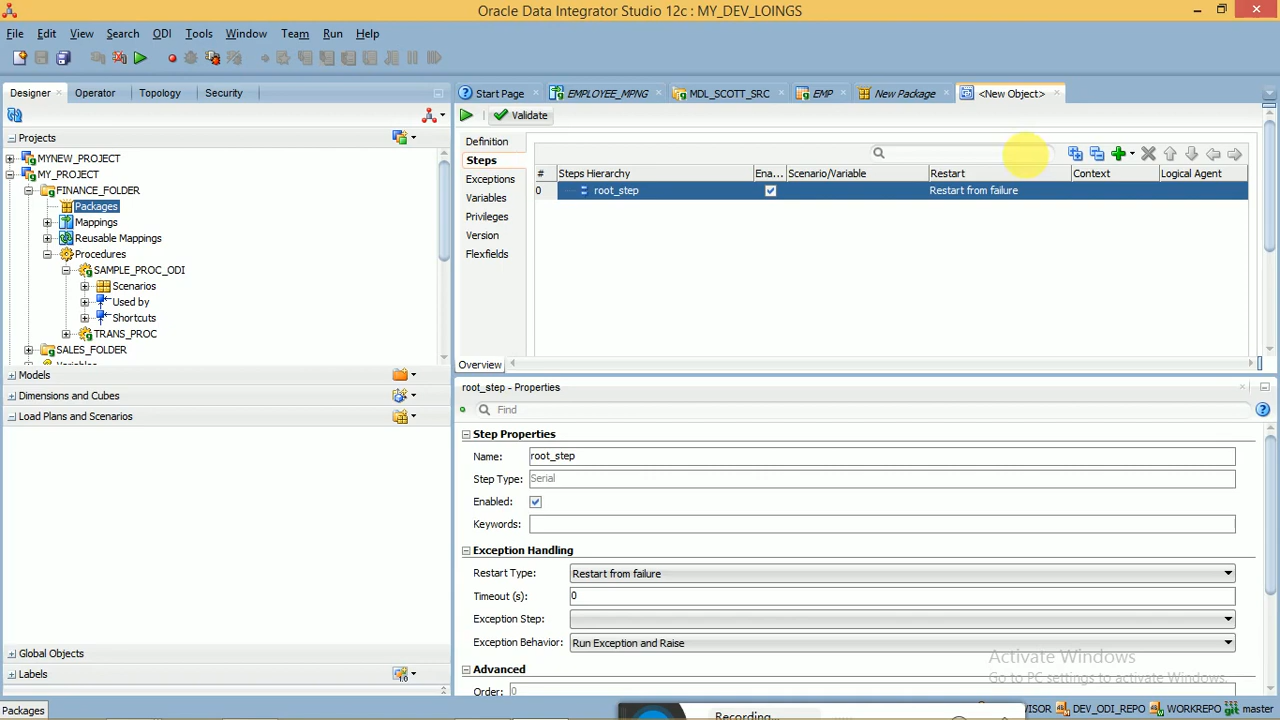 Oracle Data Integrator Studio 12c : MY_DEV_LOINGS
File Edit View Search ODI Tools Window Team Run Help
Designer Operator Topology Security
Start Page EMPLOYEE_MPNG MDL_SCOTT_SRC EMP New Package <New Object>
Validate
Projects
MYNEW_PROJECT
MY_PROJECT
FINANCE_FOLDER
Packages
Mappings
Reusable Mappings
Procedures
SAMPLE_PROC_ODI
Scenarios
Used by
Shortcuts
TRANS_PROC
SALES_FOLDER
Variables
Models
Dimensions and Cubes
Load Plans and Scenarios
Global Objects
Labels
Packages
Definition
Steps
Exceptions
Variables
Privileges
Version
Flexfields
Overview
# Steps Hierarchy Ena... Scenario/Variable Restart Context Logical Agent
0 root_step Restart from failure
root_step - Properties
Find
Step Properties
Name: root_step
Step Type: Serial
Enabled:
Keywords:
Exception Handling
Restart Type: Restart from failure
Timeout (s): 0
Exception Step:
Exception Behavior: Run Exception and Raise
Advanced
Order: 0
Activate Windows
Go to PC settings to activate Windows.
Recording...
DEV_ODI_REPO WORKREPO git master